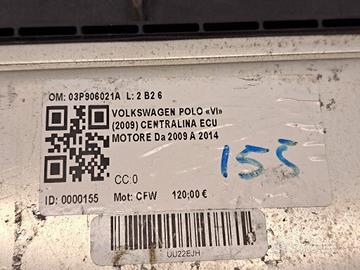 OM: 03P906021A L: 2 B2 6
VOLKSWAGEN POLO «VI»
(2009) CENTRALINA ECU
MOTORE Da 2009 A 2014
155
CC:0
ID: 0000155 Mot: CFW 120,00 €
UU22EJH